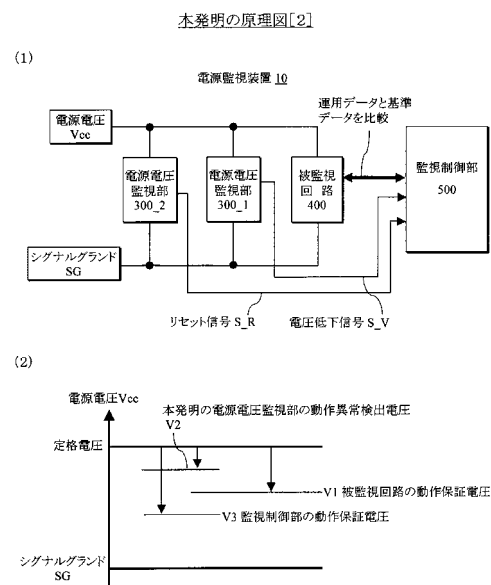 本発明の原理図[2]
(1)
電源監視装置 10
運用データと基準
データを比較
電源電圧
Vcc
電源電圧
監視部
300_2
電源電圧
監視部
300_1
被監視
回 路
400
監視制御部
500
シグナルグランド
SG
リセット信号 S_R
電圧低下信号 S_V
(2)
電源電圧Vcc
本発明の電源電圧監視部の動作異常検出電圧
V2
定格電圧
V1 被監視回路の動作保証電圧
V3 監視制御部の動作保証電圧
シグナルグランド
SG